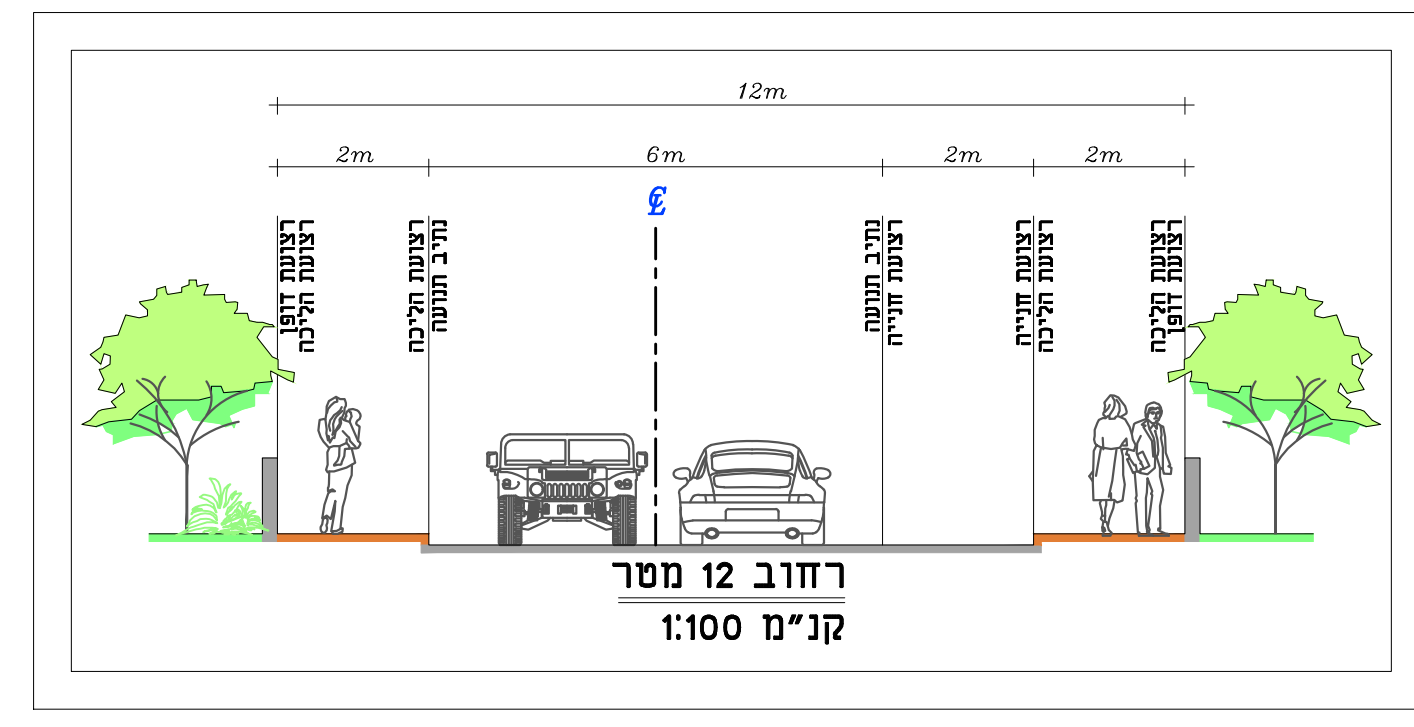 12m
2m
6m
2m
2m
℄
רצועת דופן
רצועת הליכה
רצועת הליכה
נתיב תנועה
נתיב תנועה
רצועת חנייה
רצועת חנייה
רצועת הליכה
רצועת הליכה
רצועת דופן
רחוב 12 מטר
קנ״מ 1:100